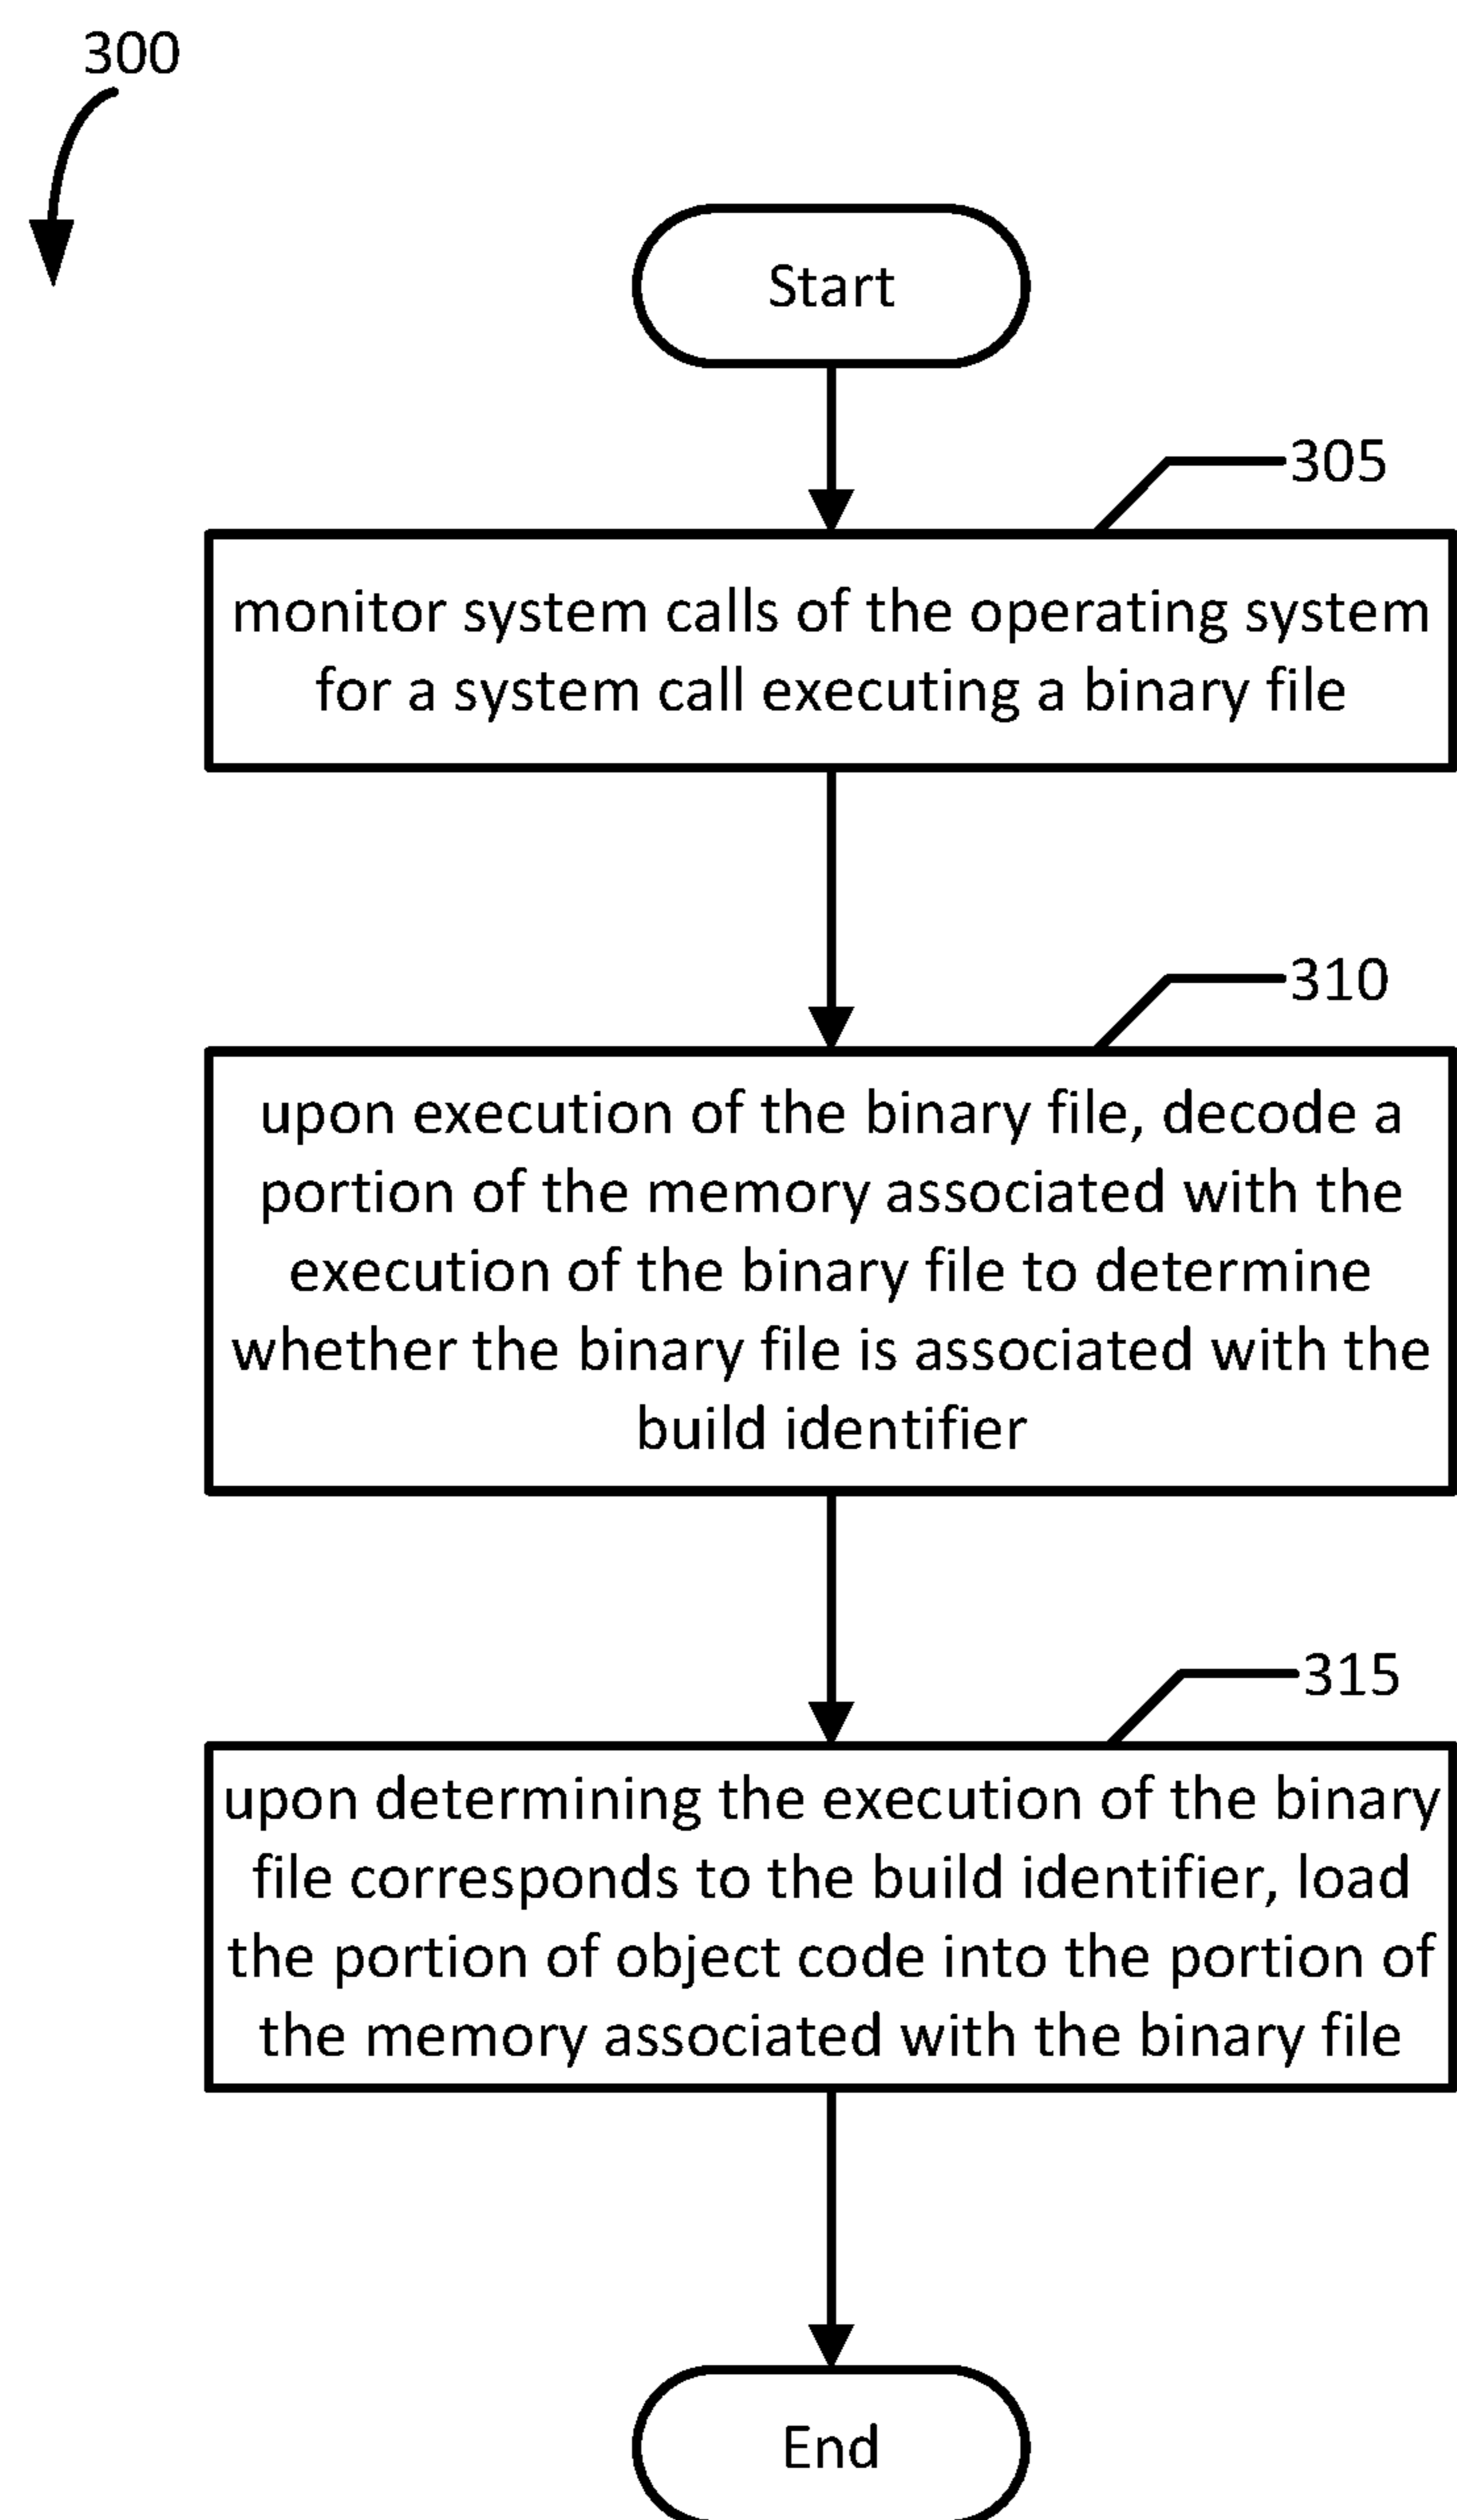 300
Start
305
monitor system calls of the operating system
for a system call executing a binary file
310
upon execution of the binary file, decode a
portion of the memory associated with the
execution of the binary file to determine
whether the binary file is associated with the
build identifier
315
upon determining the execution of the binary
file corresponds to the build identifier, load
the portion of object code into the portion of
the memory associated with the binary file
End